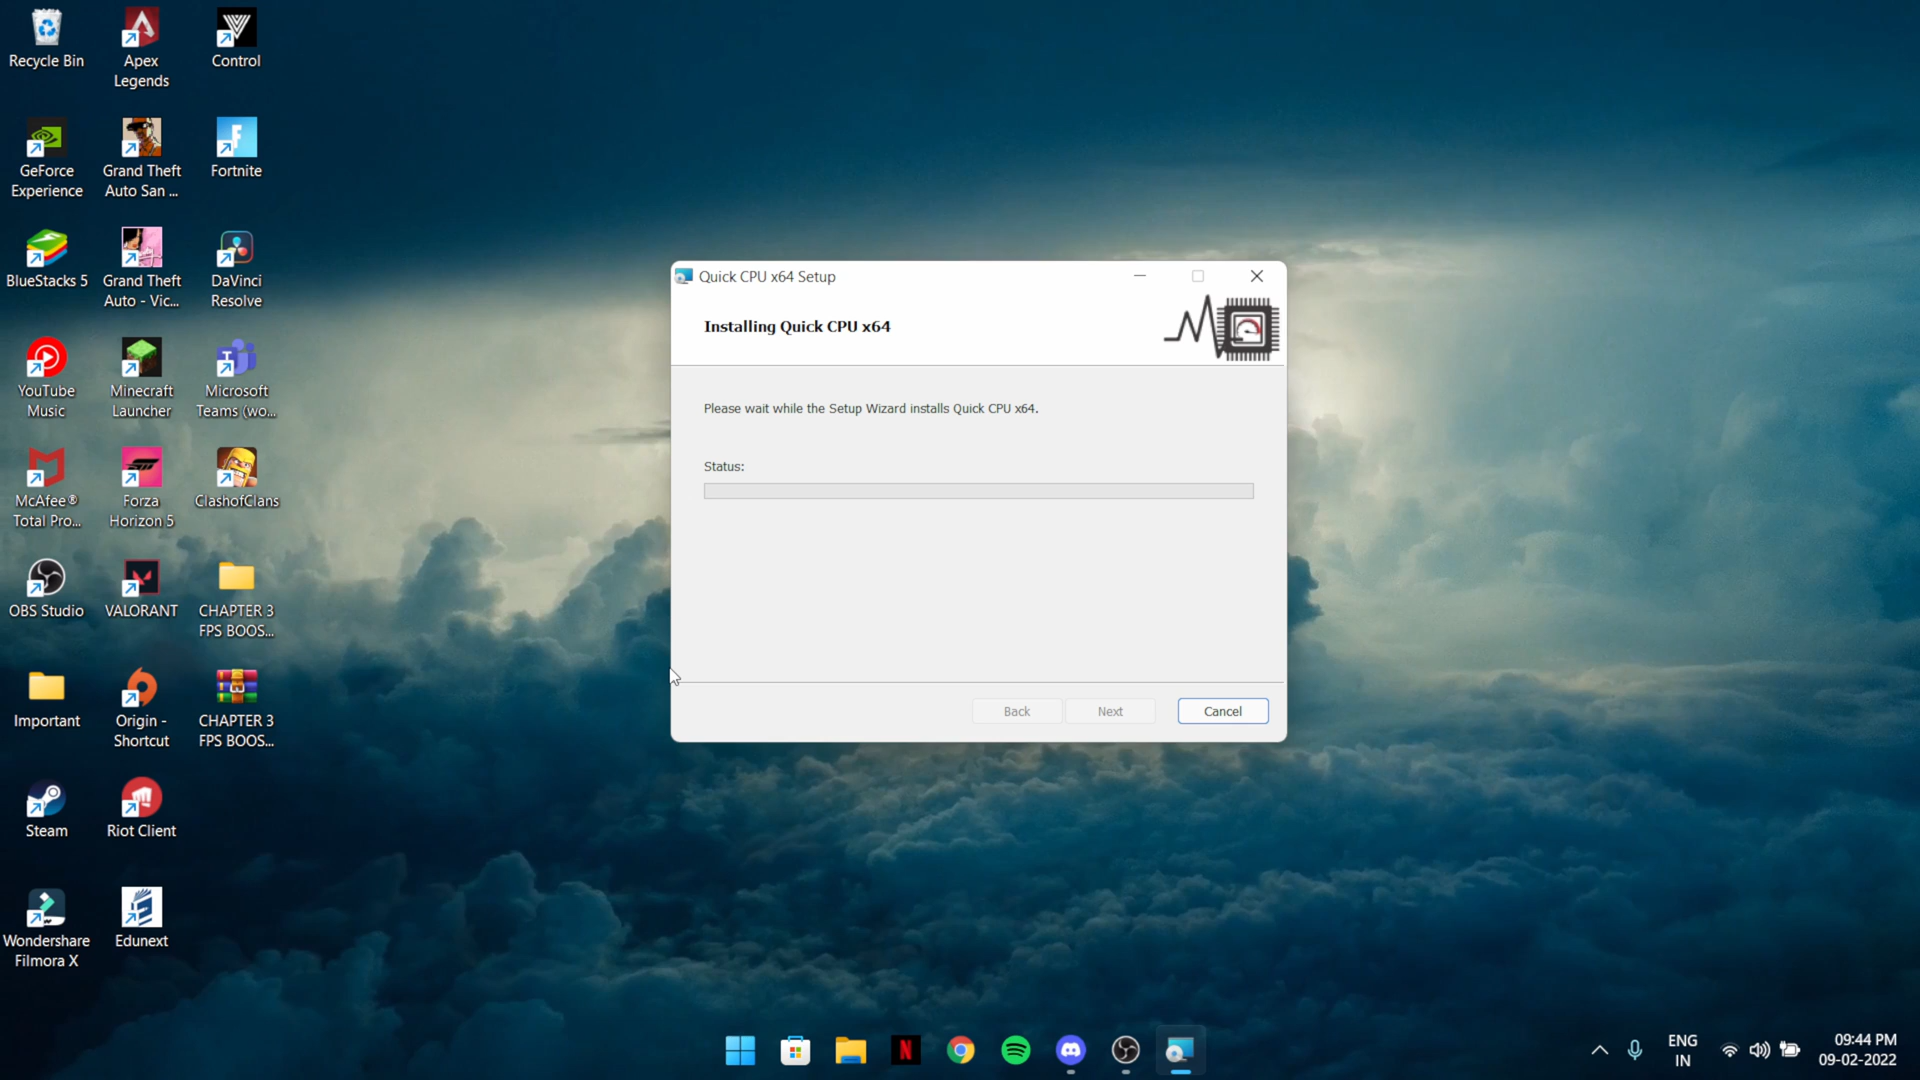 Recycle Bin
Apex
Legends
Control
GeForce
Experience
Grand Theft
Auto San ...
Fortnite
BlueStacks 5
Grand Theft
Auto - Vic...
DaVinci
Resolve
YouTube
Music
Minecraft
Launcher
Microsoft
Teams (wo...
McAfee®
Total Pro...
Forza
Horizon 5
ClashofClans
OBS Studio
VALORANT
CHAPTER 3
FPS BOOS...
Important
Origin -
Shortcut
CHAPTER 3
FPS BOOS...
Steam
Riot Client
Wondershare
Filmora X
Edunext
Quick CPU x64 Setup
Installing Quick CPU x64
Please wait while the Setup Wizard installs Quick CPU x64.
Status:
Back
Next
Cancel
ENG
IN
09:44 PM
09-02-2022